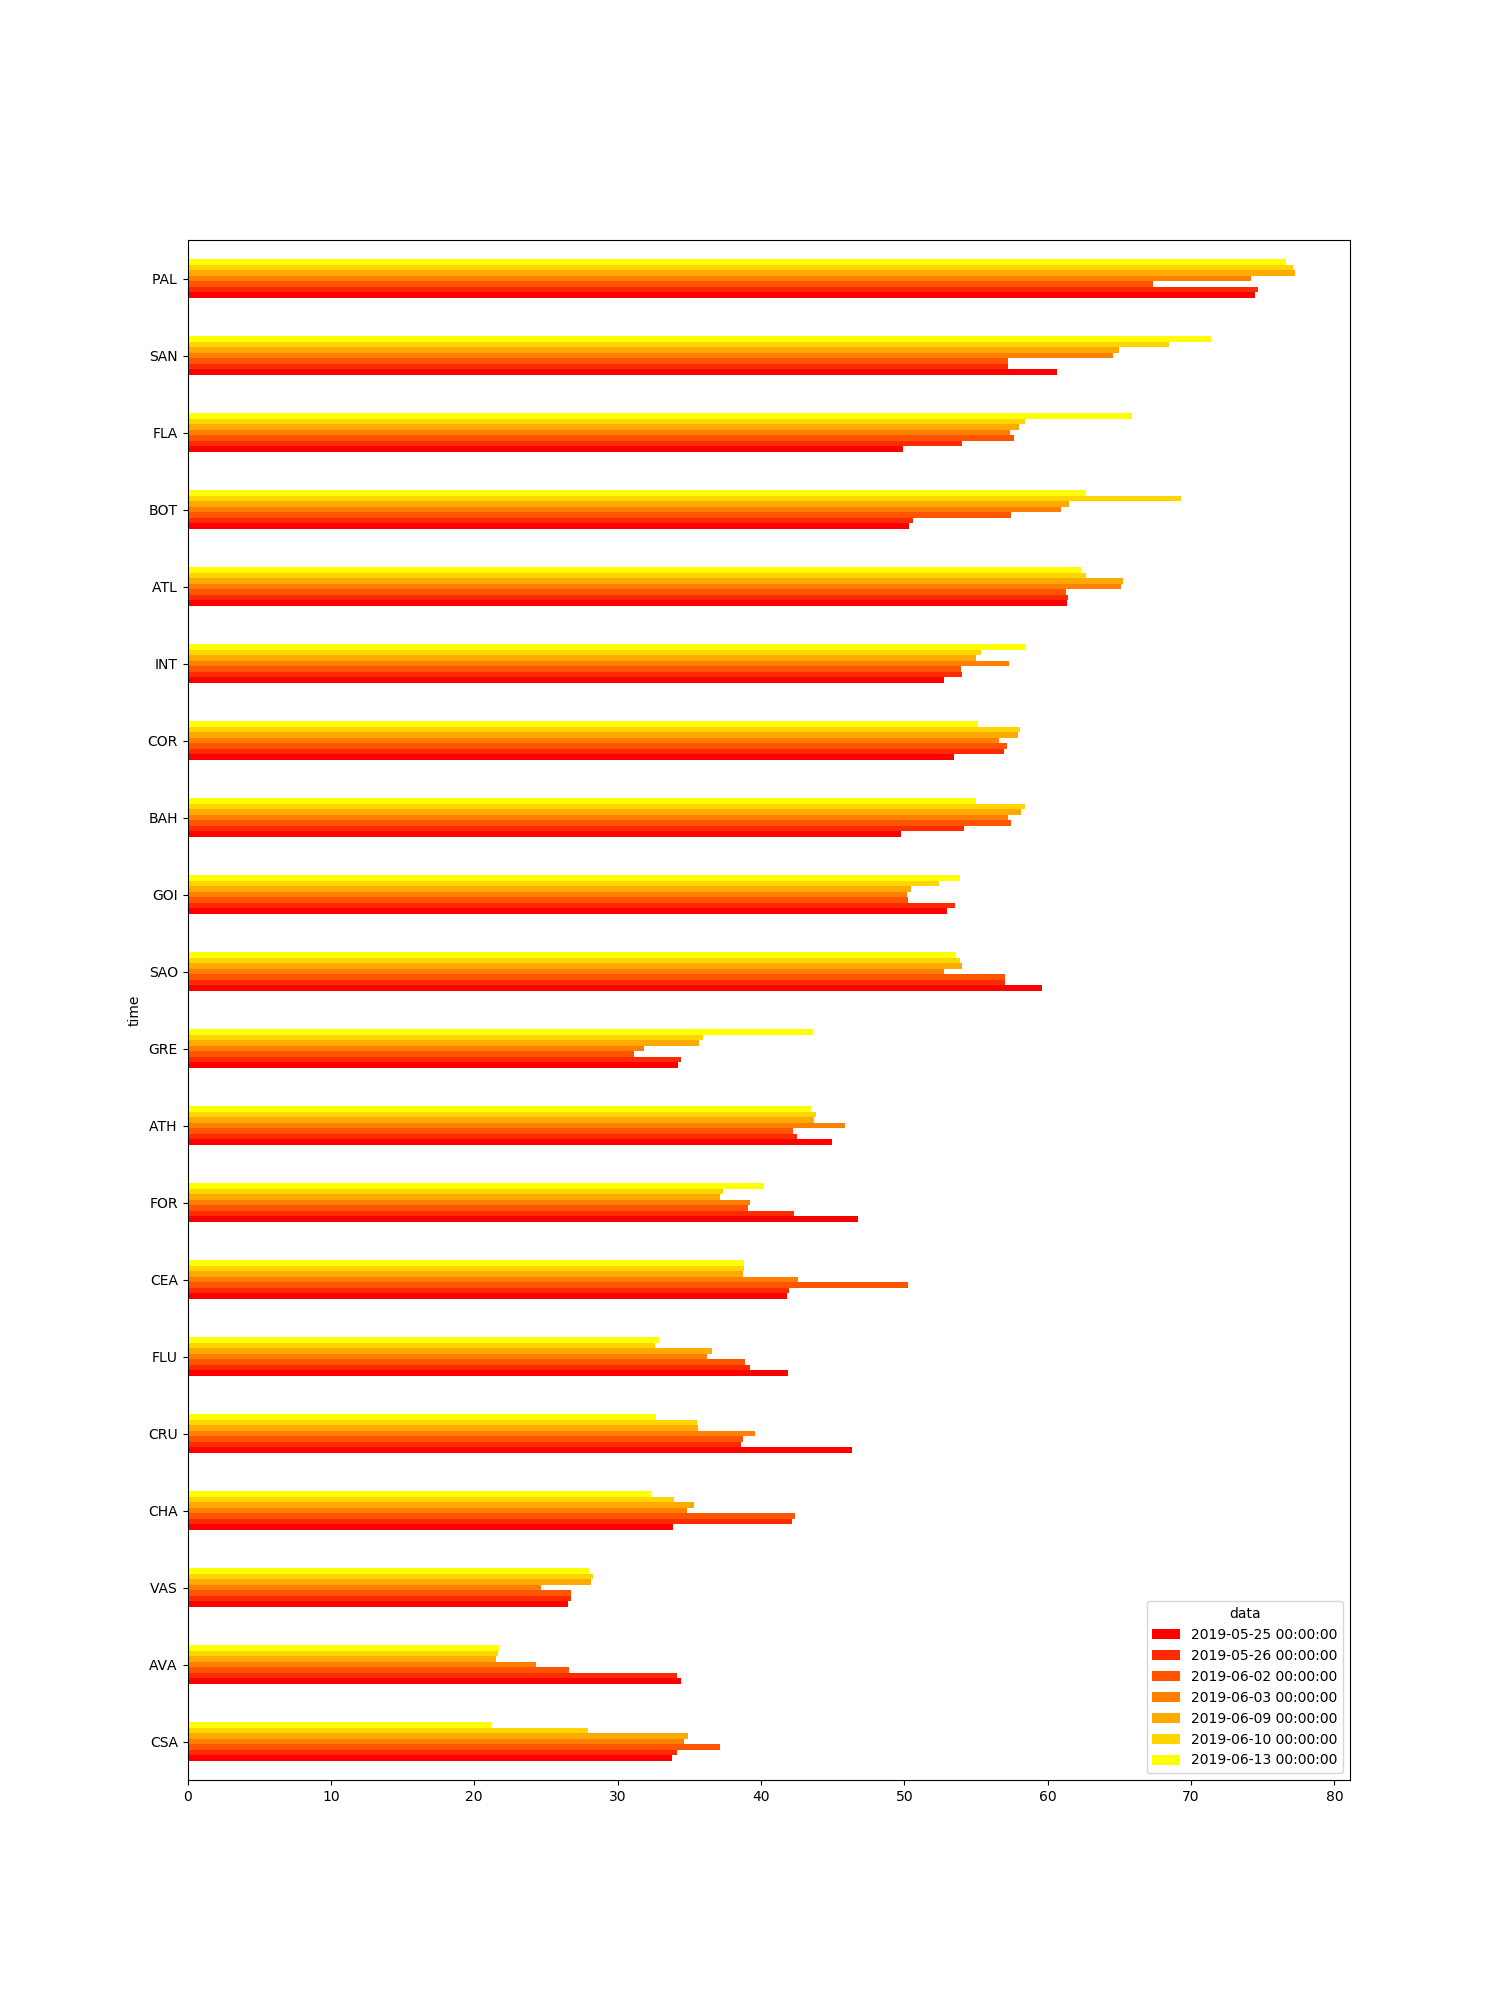 PAL
SAN
FLA
BOT
ATL
INT
COR
BAH
GOI
SAO
time
GRE
ATH
FOR
CEA
FLU
CRU
CHA
VAS
AVA
CSA
data
2019-05-25 00:00:00
2019-05-26 00:00:00
2019-06-02 00:00:00
2019-06-03 00:00:00
2019-06-09 00:00:00
2019-06-10 00:00:00
2019-06-13 00:00:00
0 10 20 30 40 50 60 70 80